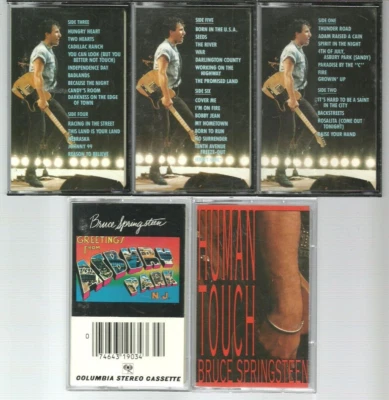 SIDE THREE
HUNGRY HEART
TWO HEARTS
CADILLAC RANCH
YOU CAN LOOK (BUT YOU
BETTER NOT TOUCH)
INDEPENDENCE DAY
BADLANDS
BECAUSE THE NIGHT
CANDY'S ROOM
DARKNESS ON THE EDGE
OF TOWN
SIDE FOUR
RACING IN THE STREET
THIS LAND IS YOUR LAND
NEBRASKA
JOHNNY 99
REASON TO BELIEVE
SIDE FIVE
BORN IN THE U.S.A.
SEEDS
THE RIVER
WAR
DARLINGTON COUNTY
WORKING ON THE
HIGHWAY
THE PROMISED LAND
SIDE SIX
COVER ME
I'M ON FIRE
BOBBY JEAN
MY HOMETOWN
BORN TO RUN
NO SURRENDER
TENTH AVENUE
FREEZE-OUT
SIDE ONE
THUNDER ROAD
ADAM RAISED A CAIN
SPIRIT IN THE NIGHT
4TH OF JULY,
ASBURY PARK (SANDY)
PARADISE BY THE "C"
FIRE
GROWIN' UP
SIDE TWO
IT'S HARD TO BE A SAINT
IN THE CITY
BACKSTREETS
ROSALITA (COME OUT
TONIGHT)
RAISE YOUR HAND
Bruce Springsteen
GREETINGS
FROM
ASBURY
PARK
N.J.
0
74643 19034
COLUMBIA STEREO CASSETTE
HUMAN
TOUCH
BRUCE SPRINGSTEEN